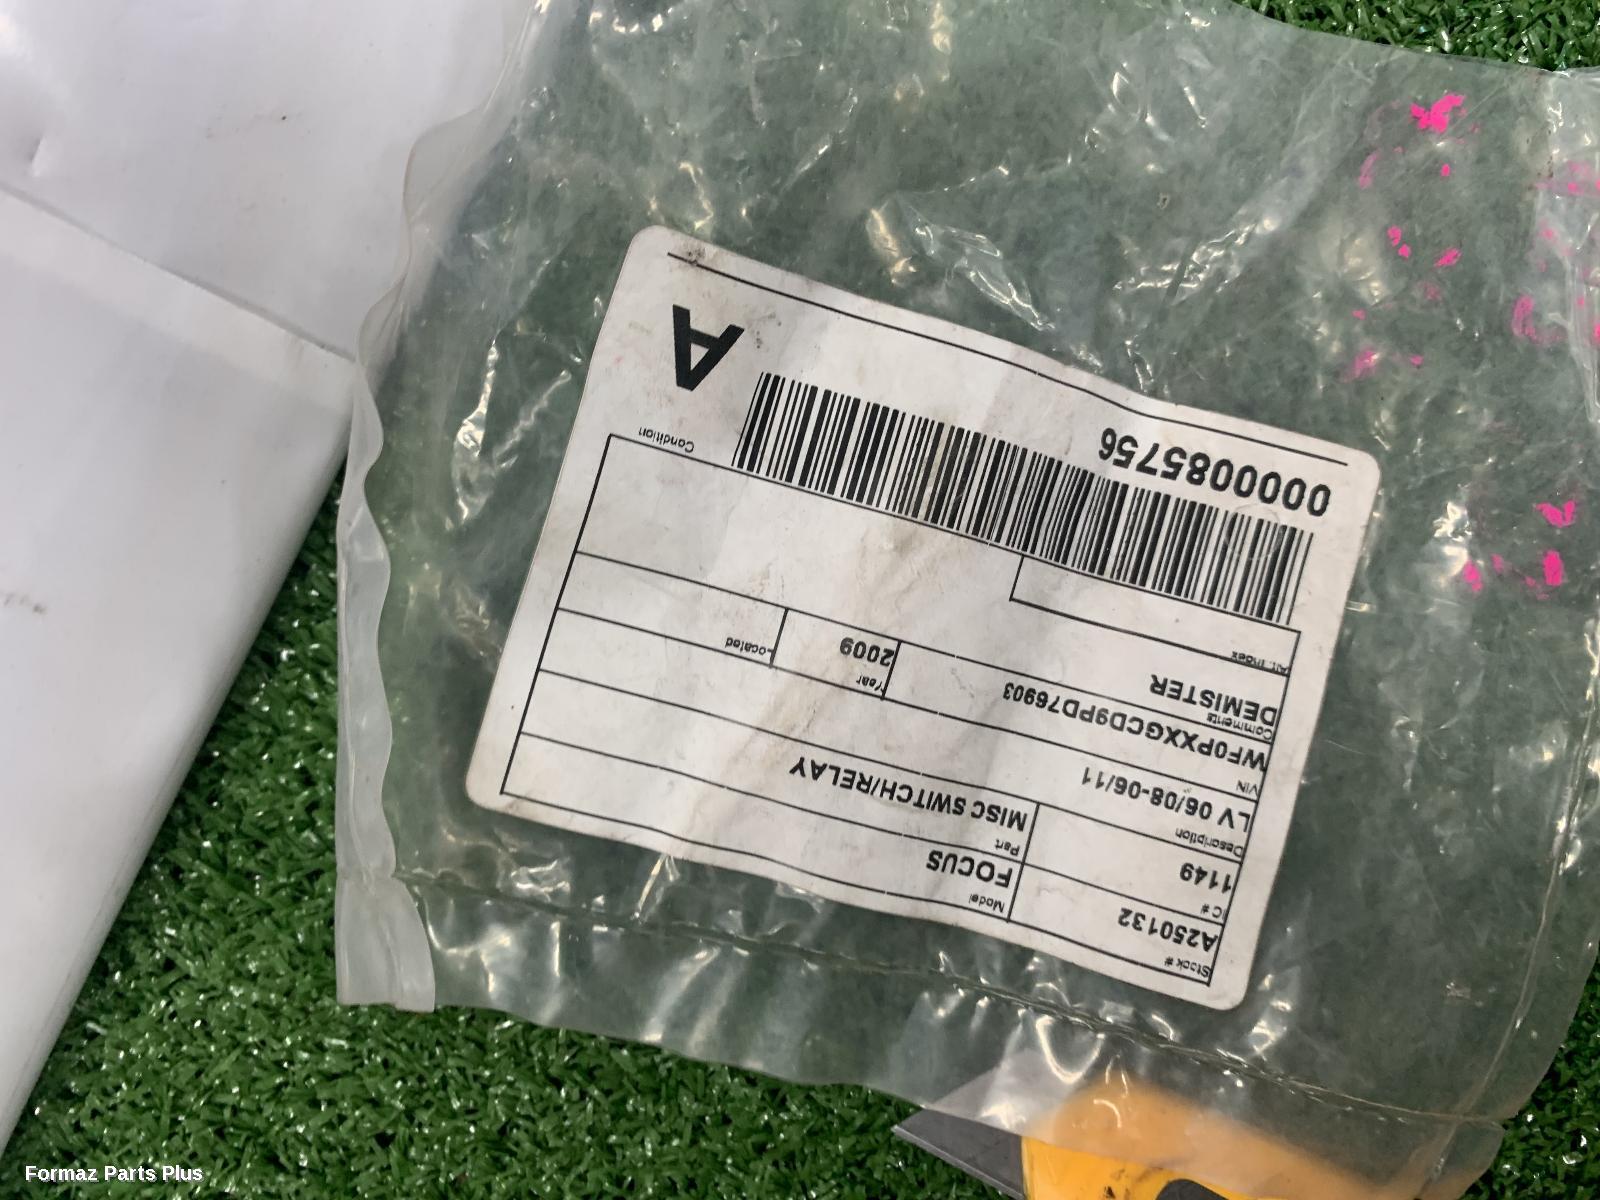 Stock #
Model
A250132
FOCUS
IC #
Part
1149
MISC SWITCH/RELAY
Description
LV 06/08-06/11
VIN
Year
Located
WF0PXXGCD9PD76903
2009
Comments
DEMISTER
Alt. Index
Condition
0000085756
A
Formaz Parts Plus